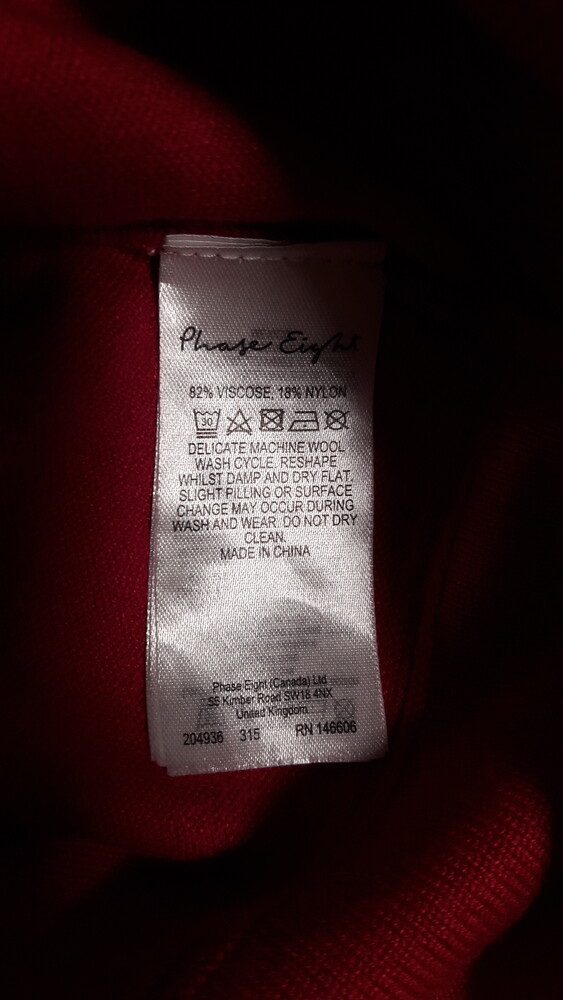 Phase Eight
82% VISCOSE, 18% NYLON
30
DELICATE MACHINE WOOL
WASH CYCLE. RESHAPE
WHILST DAMP AND DRY FLAT.
SLIGHT PILLING OR SURFACE
CHANGE MAY OCCUR DURING
WASH AND WEAR. DO NOT DRY
CLEAN.
MADE IN CHINA
Phase Eight (Canada) Ltd
55 Kimber Road SW18 4NX
United Kingdom
204936 315 RN 146606